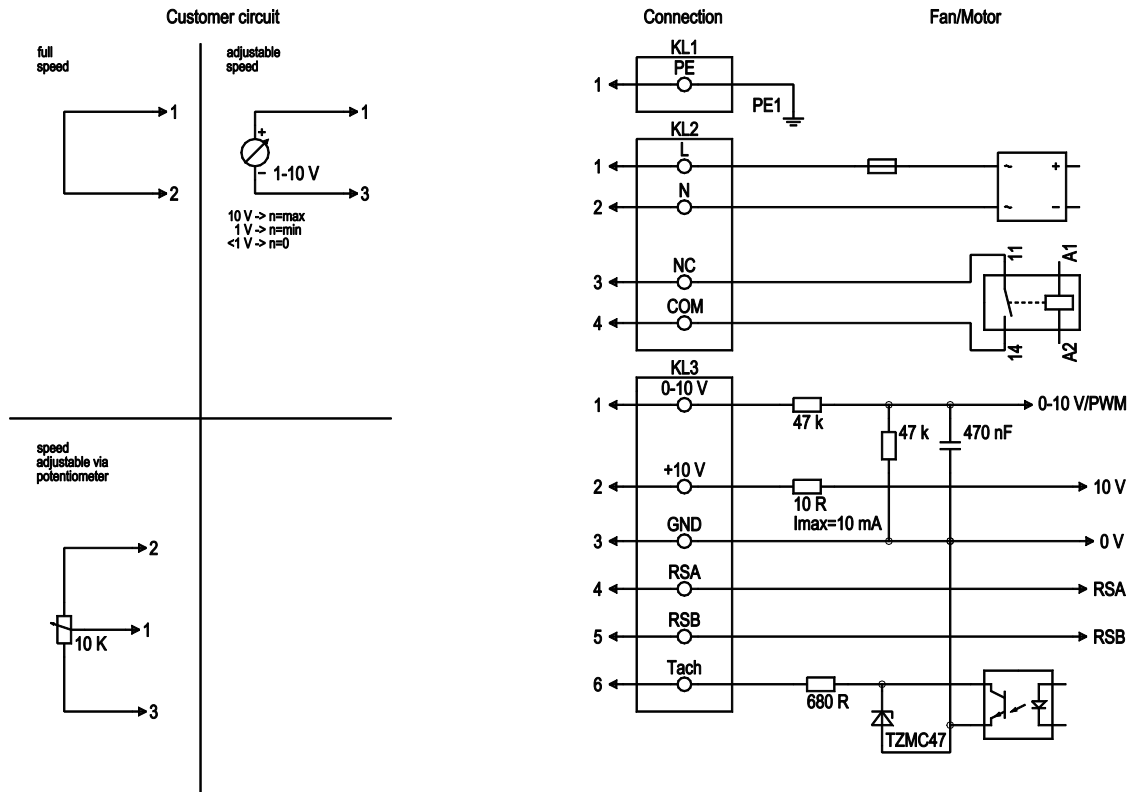 Customer circuit
full
speed
1
2
adjustable
speed
1
+
–
1-10 V
3
10 V -> n=max
1 V -> n=min
<1 V -> n=0
speed
adjustable via
potentiometer
2
1
10 K
3
Connection
Fan/Motor
KL1
PE
1
PE1
KL2
L
1
~ +
N
2
~ –
NC
3
11
A1
COM
4
14
A2
KL3
0-10 V
1
47 k
0-10 V/PWM
47 k
470 nF
+10 V
2
10 R
Imax=10 mA
10 V
GND
3
0 V
RSA
4
RSA
RSB
5
RSB
Tach
6
680 R
TZMC47